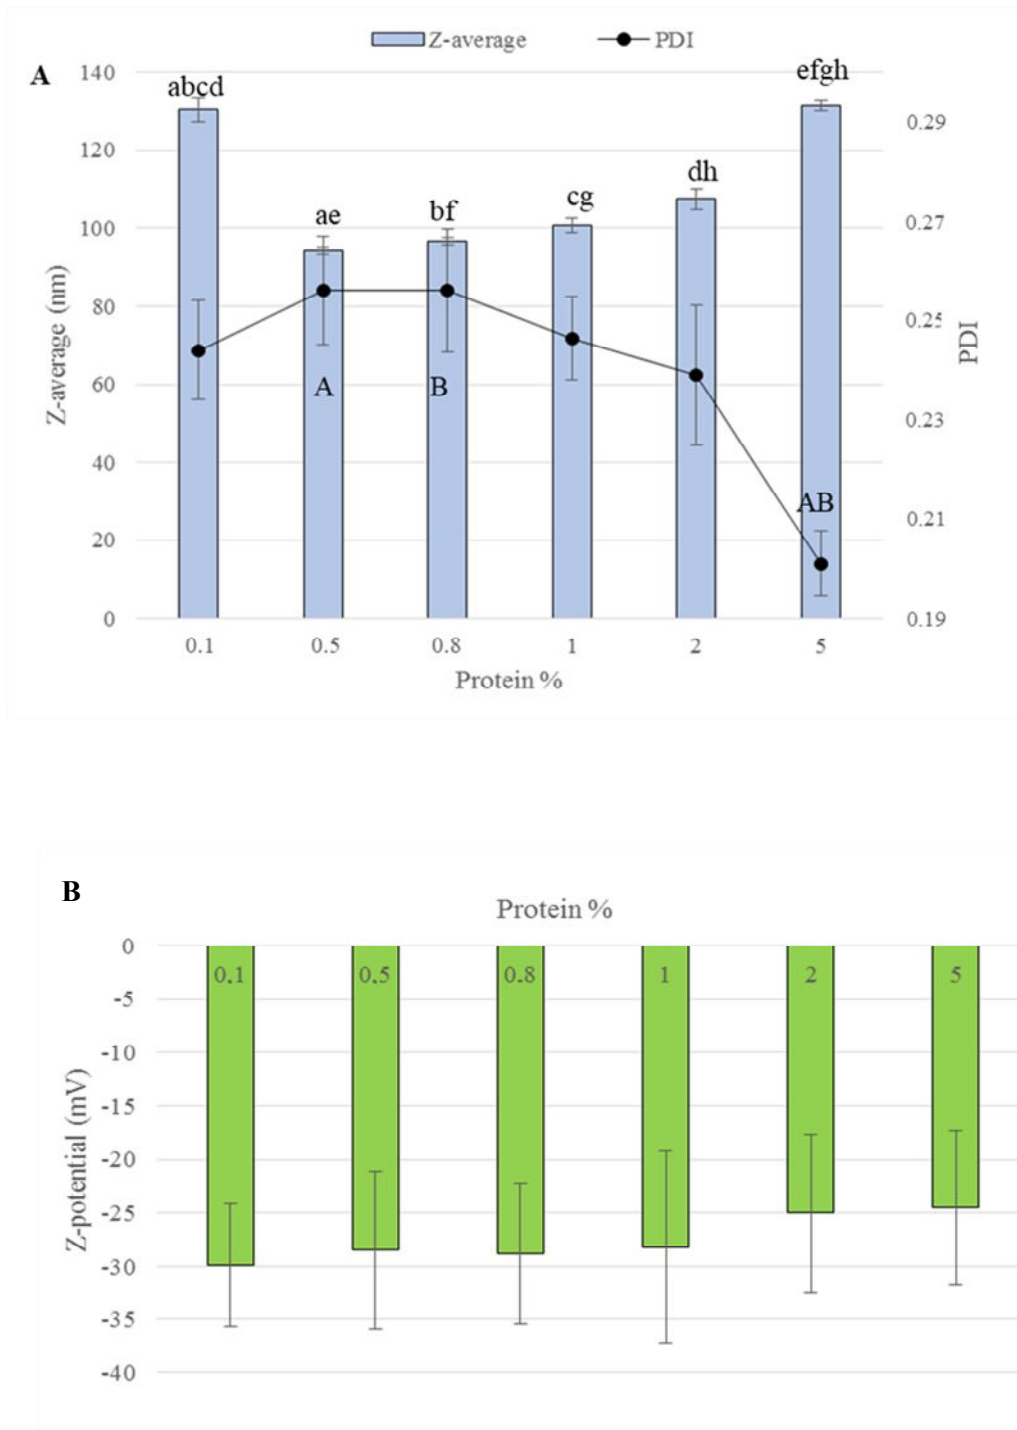 Z-average PDI
A
140 abcd efgh
120 0.29
dh
cg
ae bf
100 0.27
80 0.25
Z-average (nm) PDI
60 A B
40 0.23
AB
20 0.21
0 0.19
0.1 0.5 0.8 1 2 5
Protein %
B
Protein %
0
0.1 0.5 0.8 1 2 5
-5
-10
-15
-20
Z-potential (mV)
-25
-30
-35
-40